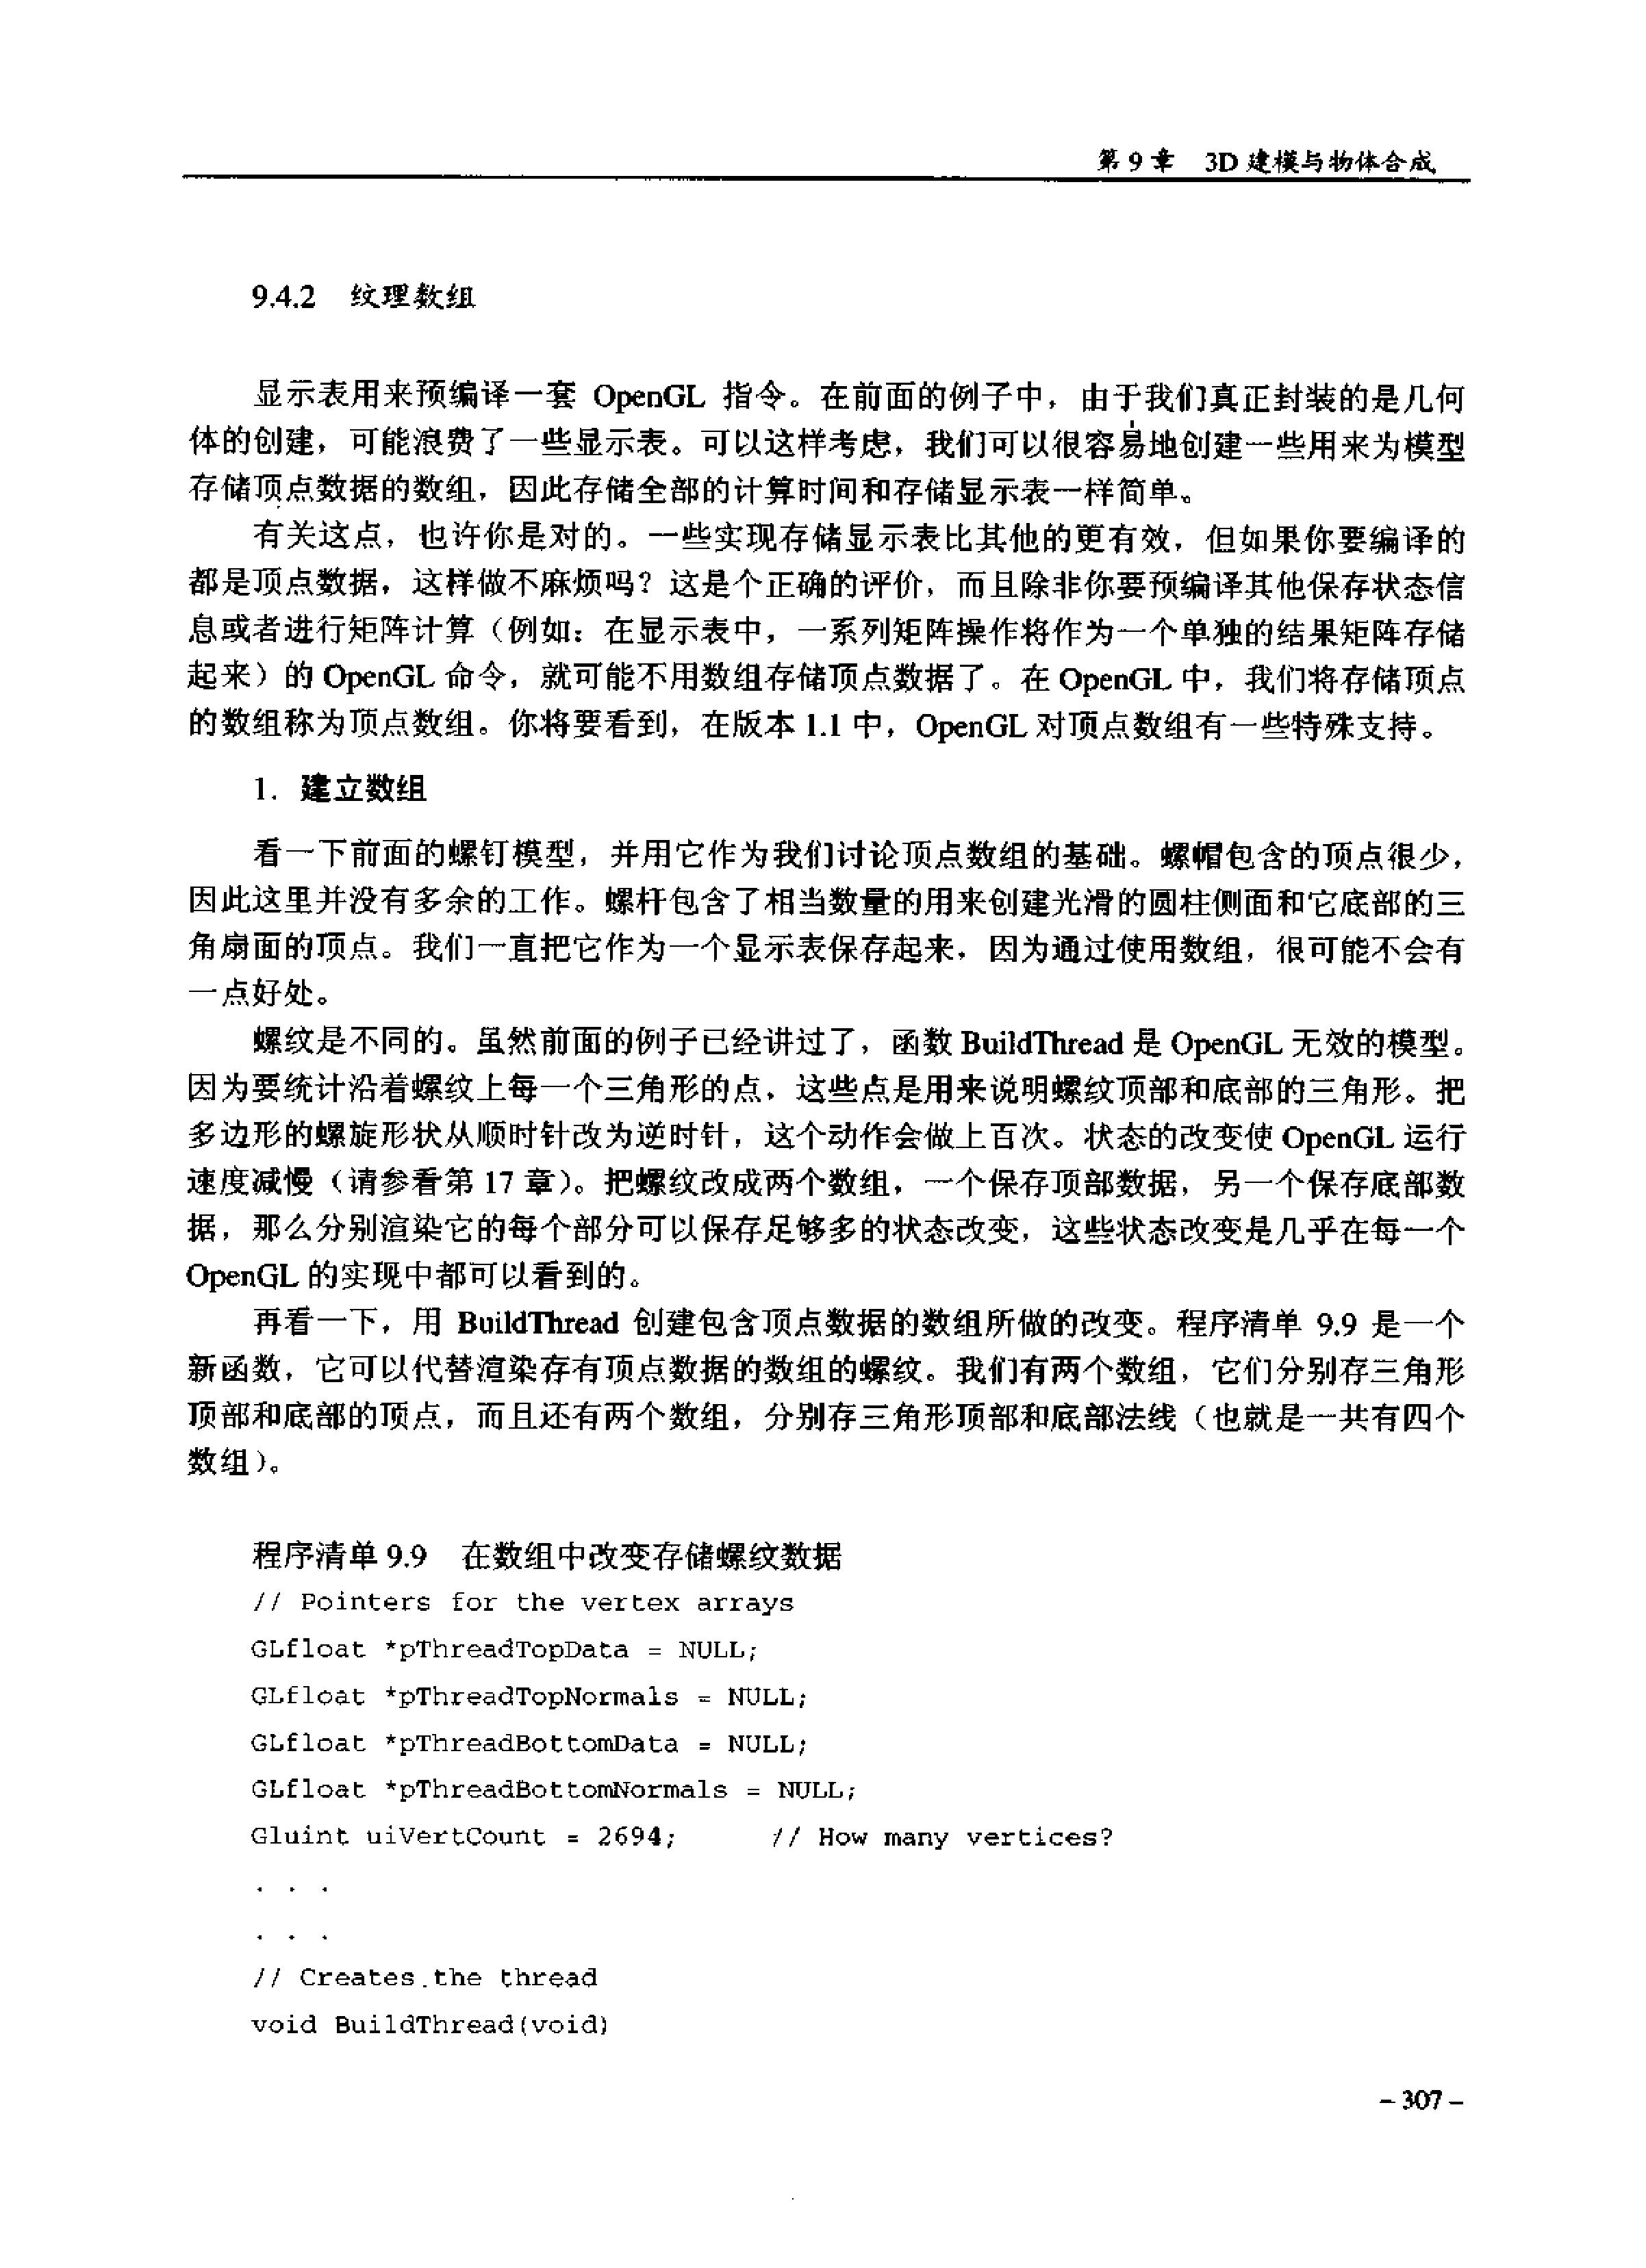 第 9 章　3D 建模与物体合成
9.4.2　纹理数组
显示表用来预编译一套 OpenGL 指令。在前面的例子中，由于我们真正封装的是几何
体的创建，可能浪费了一些显示表。可以这样考虑，我们可以很容易地创建一些用来为模型
存储顶点数据的数组，因此存储全部的计算时间和存储显示表一样简单。
有关这点，也许你是对的。一些实现存储显示表比其他的更有效，但如果你要编译的
都是顶点数据，这样做不麻烦吗？这是个正确的评价，而且除非你要预编译其他保存状态信
息或者进行矩阵计算（例如：在显示表中，一系列矩阵操作将作为一个单独的结果矩阵存储
起来）的 OpenGL 命令，就可能不用数组存储顶点数据了。在 OpenGL 中，我们将存储顶点
的数组称为顶点数组。你将要看到，在版本 1.1 中，OpenGL 对顶点数组有一些特殊支持。
1．建立数组
看一下前面的螺钉模型，并用它作为我们讨论顶点数组的基础。螺帽包含的顶点很少，
因此这里并没有多余的工作。螺杆包含了相当数量的用来创建光滑的圆柱侧面和它底部的三
角扇面的顶点。我们一直把它作为一个显示表保存起来，因为通过使用数组，很可能不会有
一点好处。
螺纹是不同的。虽然前面的例子已经讲过了，函数 BuildThread 是 OpenGL 无效的模型。
因为要统计沿着螺纹上每一个三角形的点，这些点是用来说明螺纹顶部和底部的三角形。把
多边形的螺旋形状从顺时针改为逆时针，这个动作会做上百次。状态的改变使 OpenGL 运行
速度减慢（请参看第 17 章）。把螺纹改成两个数组，一个保存顶部数据，另一个保存底部数
据，那么分别渲染它的每个部分可以保存足够多的状态改变，这些状态改变是几乎在每一个
OpenGL 的实现中都可以看到的。
再看一下，用 BuildThread 创建包含顶点数据的数组所做的改变。程序清单 9.9 是一个
新函数，它可以代替渲染存有顶点数据的数组的螺纹。我们有两个数组，它们分别存三角形
顶部和底部的顶点，而且还有两个数组，分别存三角形顶部和底部法线（也就是一共有四个
数组）。
程序清单 9.9　在数组中改变存储螺纹数据
// Pointers for the vertex arrays
GLfloat *pThreadTopData = NULL;
GLfloat *pThreadTopNormals = NULL;
GLfloat *pThreadBottomData = NULL;
GLfloat *pThreadBottomNormals = NULL;
Gluint uiVertCount = 2694;　　// How many vertices?
. . .
. . .
// Creates.the thread
void BuildThread(void)
– 307 –